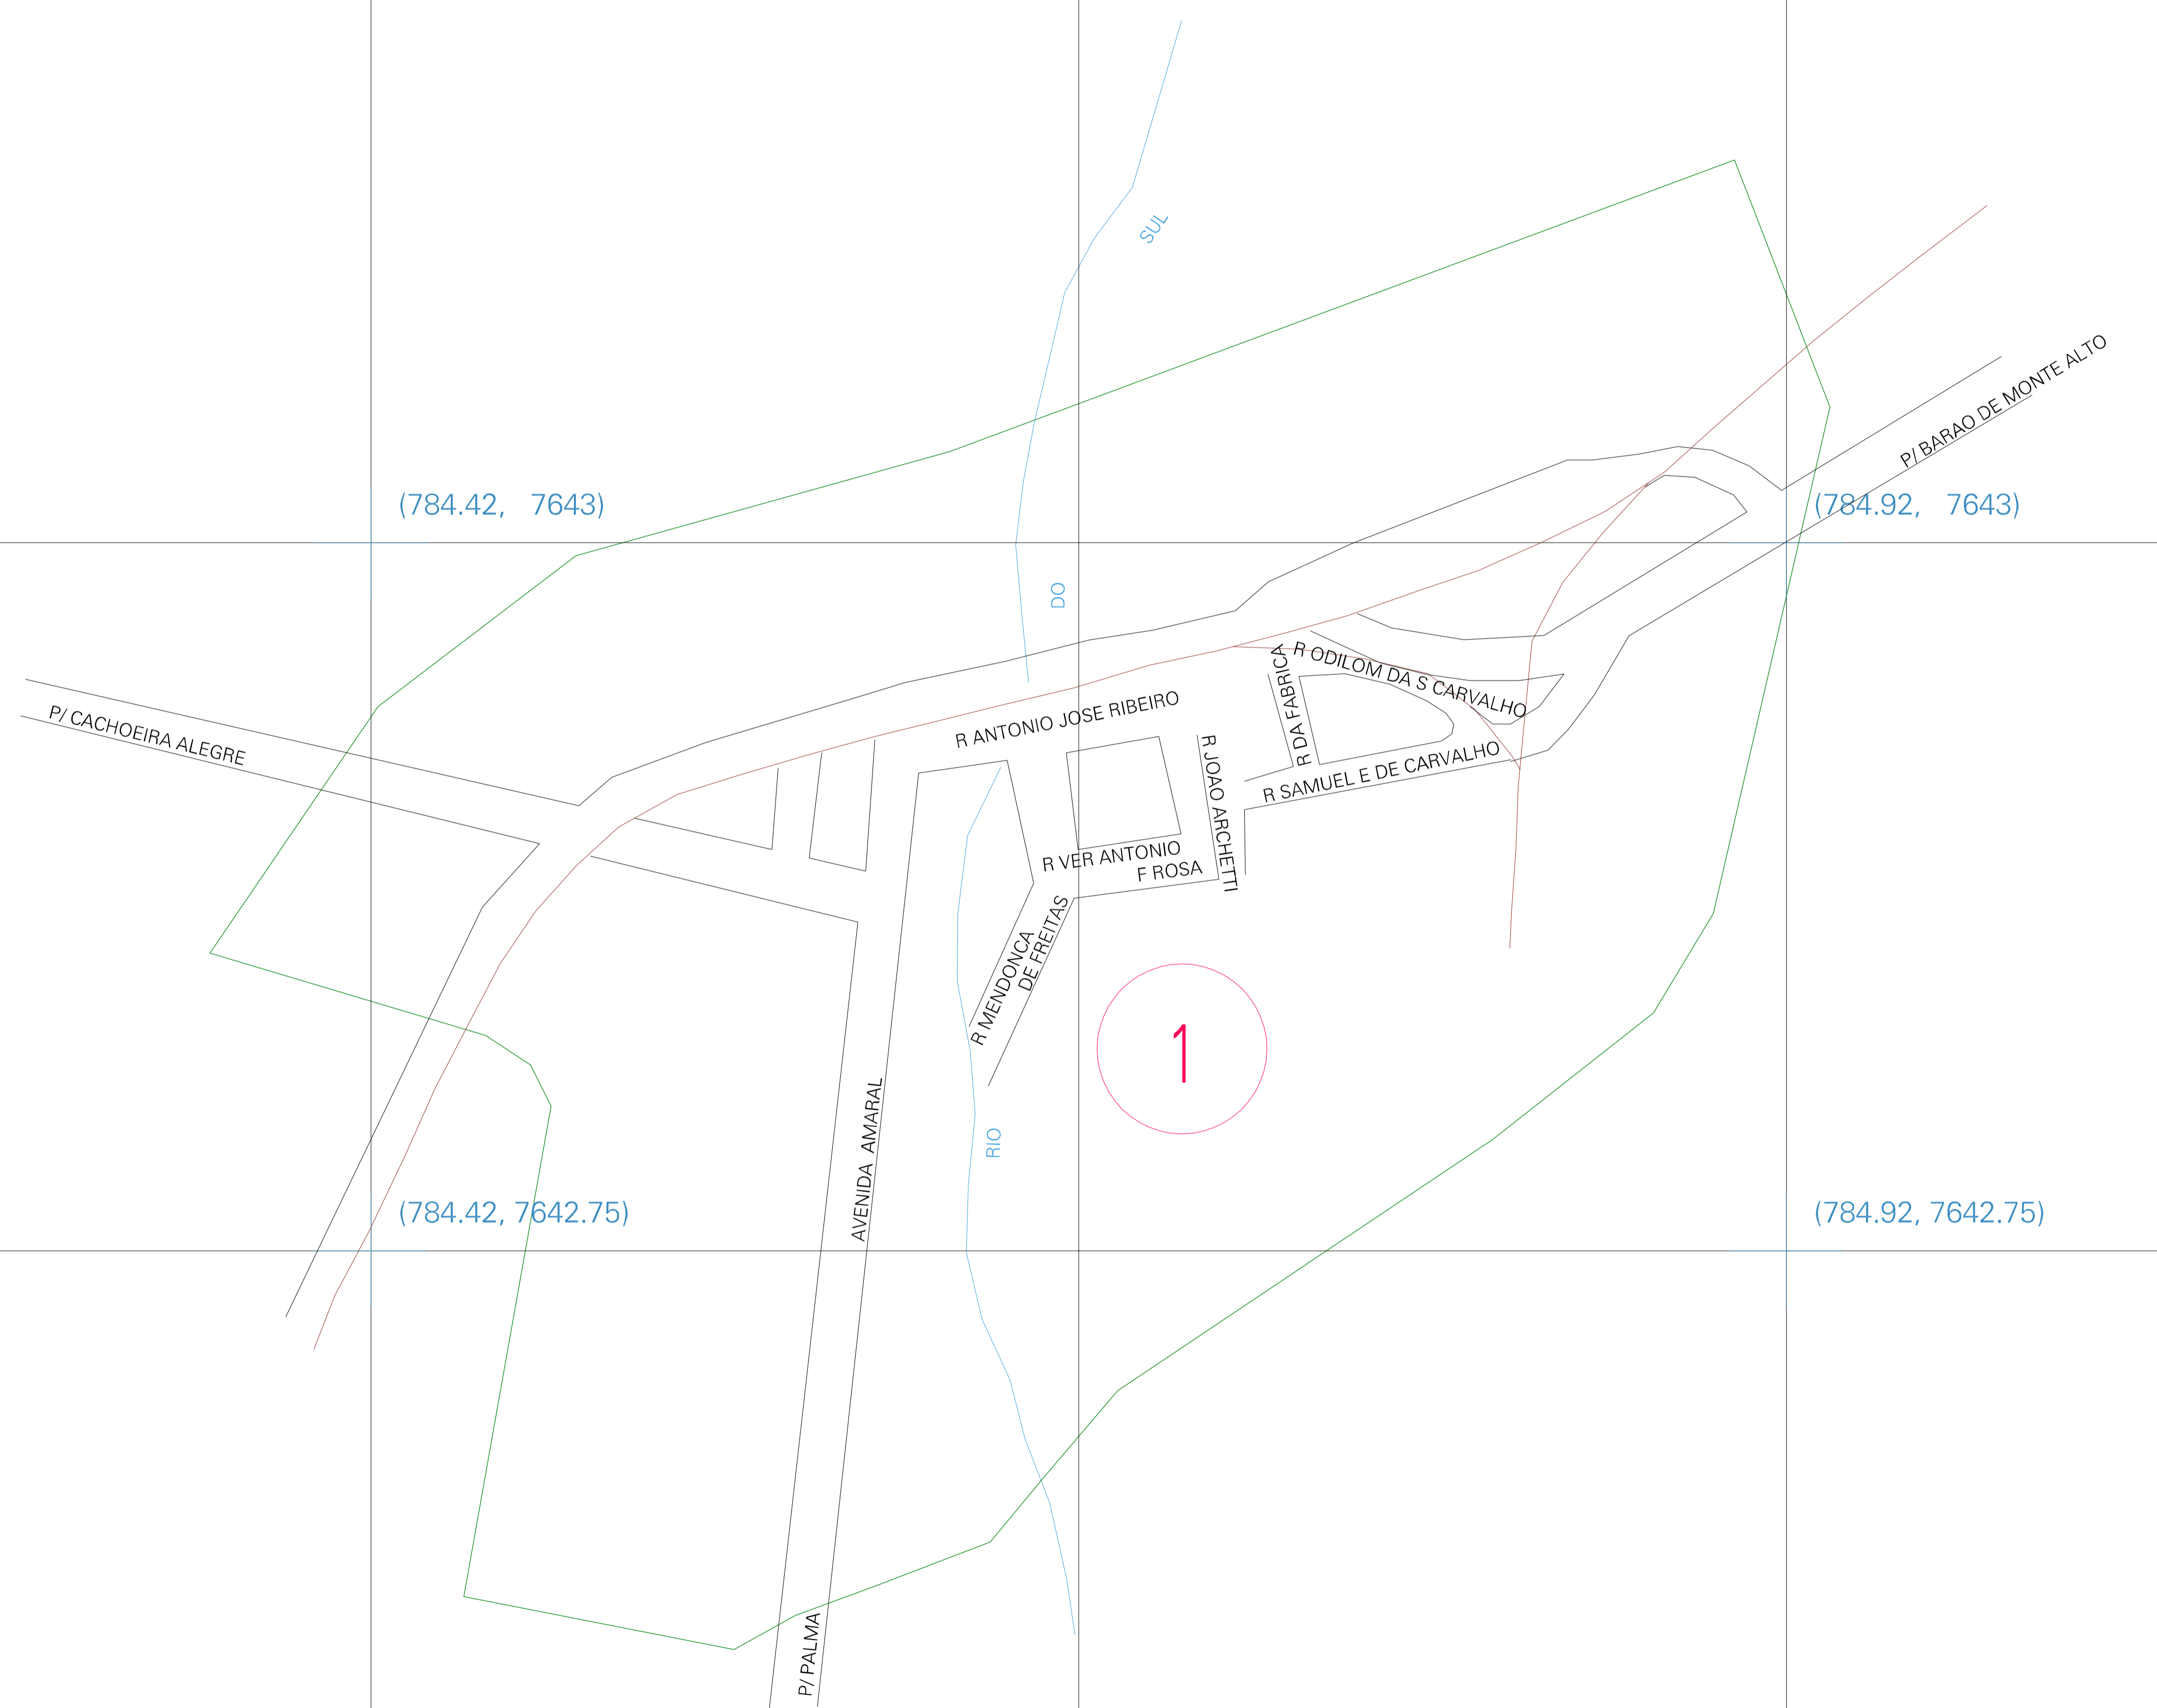 SUL
P/ BARAO DE MONTE ALTO
(784.42, 7643)
(784.92, 7643)
DO
R ODILOM DA S CARVALHO
R DA FABRICA
R ANTONIO JOSE RIBEIRO
P/ CACHOEIRA ALEGRE
R JOAO ARCHETTI
R SAMUEL E DE CARVALHO
R VER ANTONIO
F ROSA
R MENDONCA
DE FREITAS
1
AVENIDA AMARAL
RIO
(784.42, 7642.75)
(784.92, 7642.75)
P/ PALMA